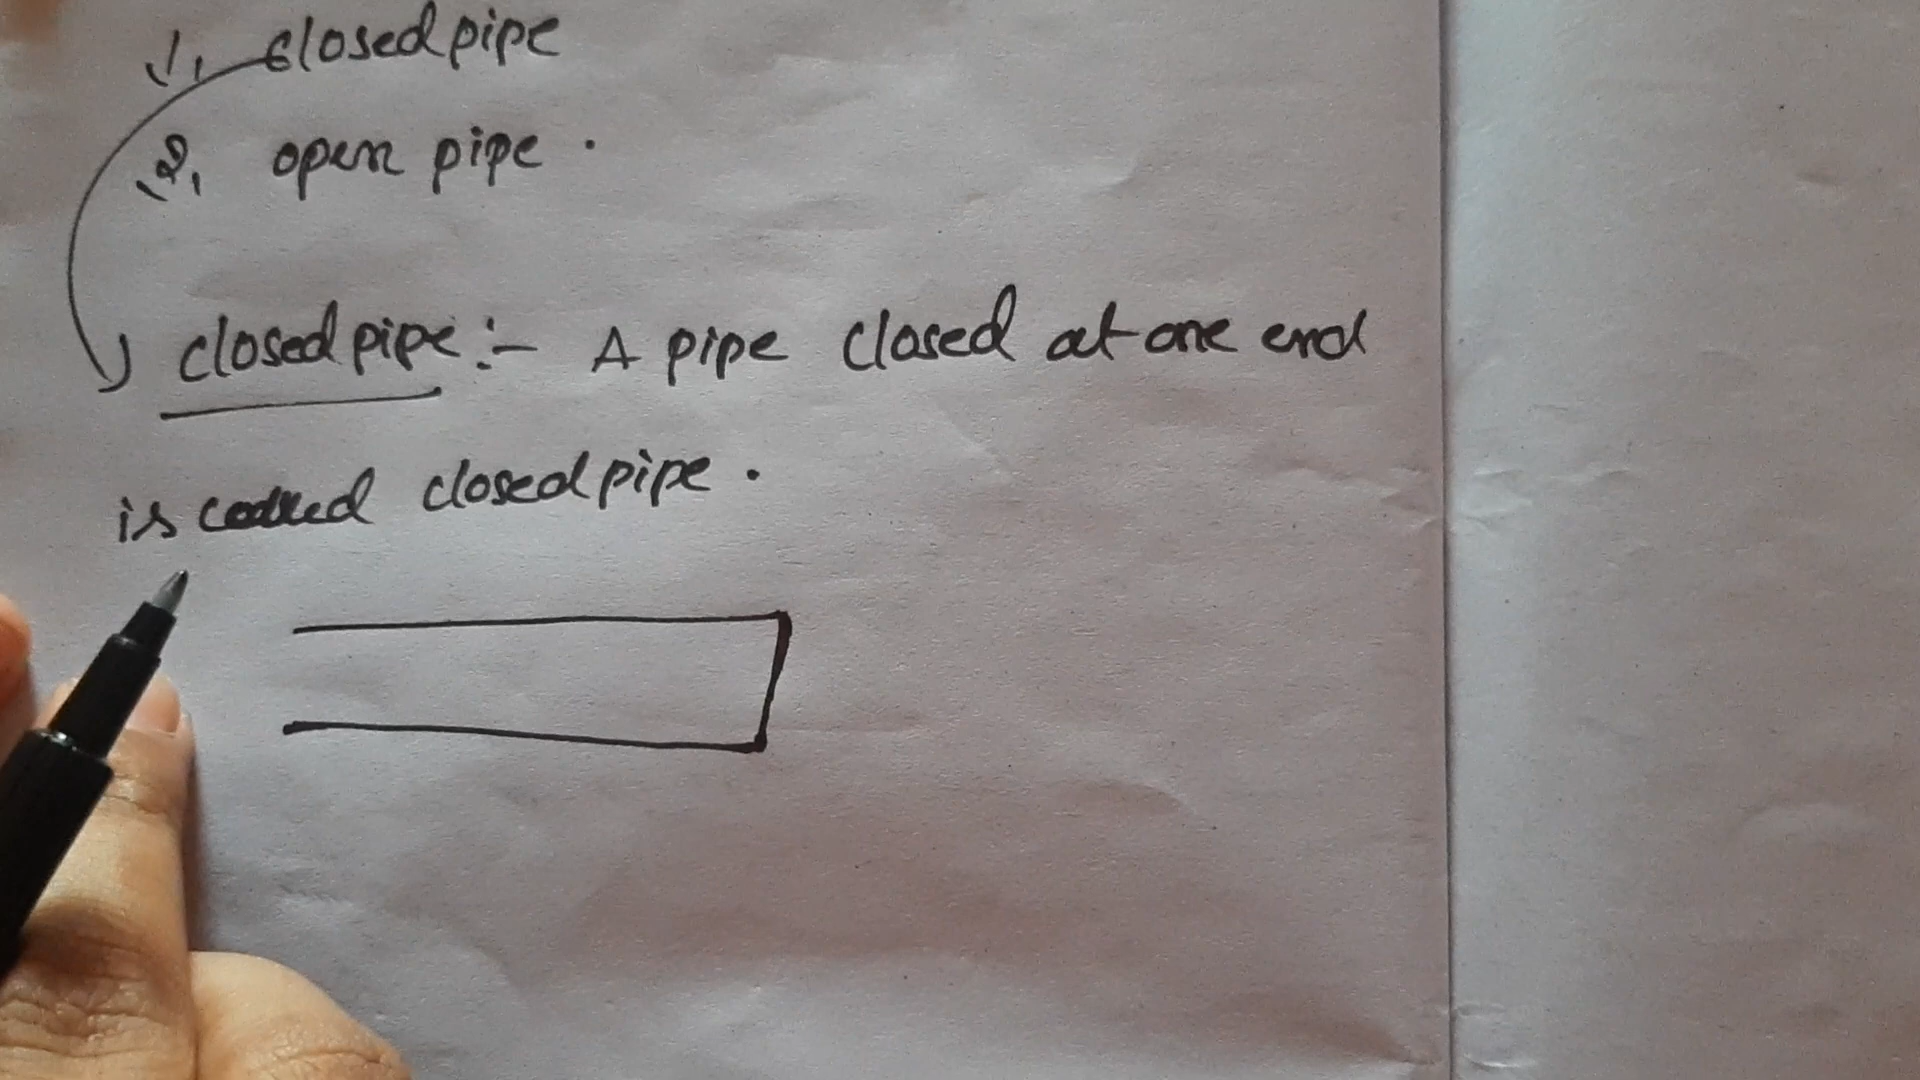 1, closed pipe
2, open pipe.
closed pipe :- A pipe closed at one end
is called closed pipe.